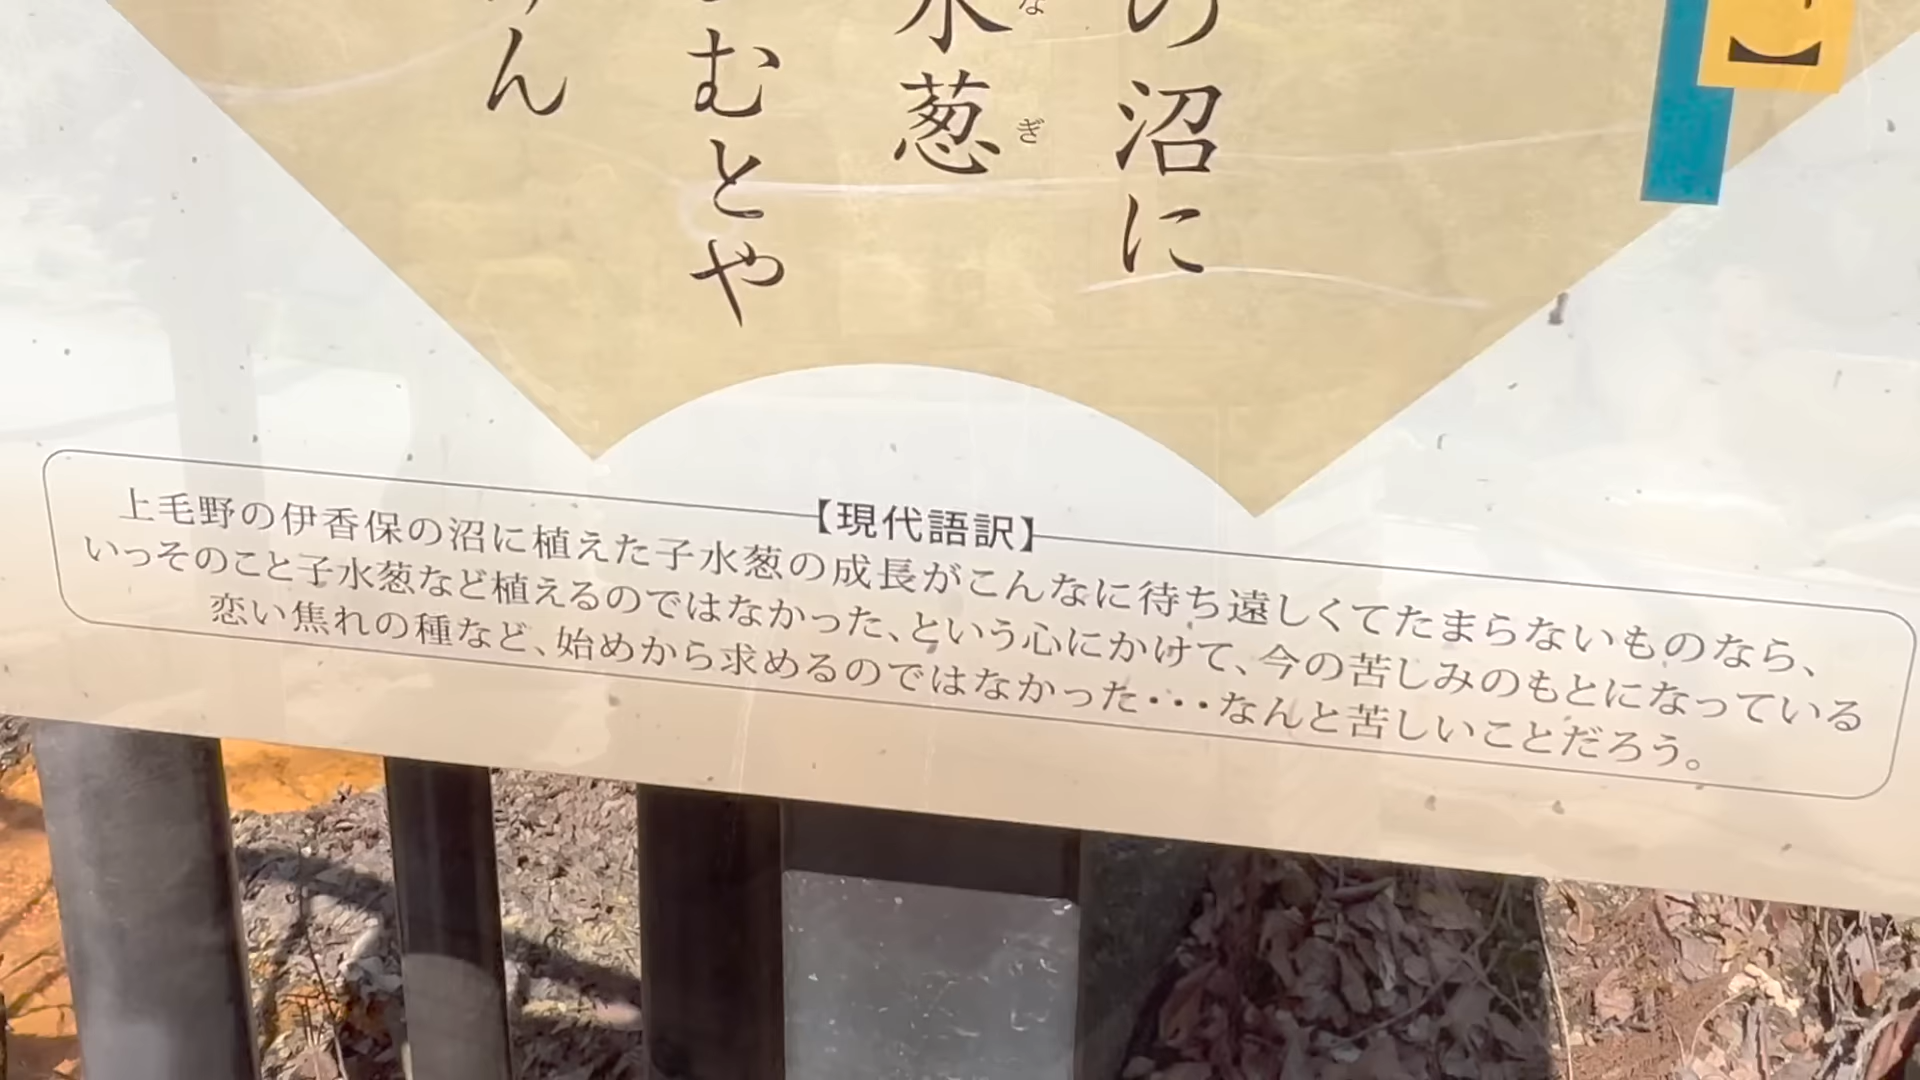 の沼に
水葱
なぎ
むとや
ん
】
【現代語訳】
上毛野の伊香保の沼に植えた子水葱の成長がこんなに待ち遠しくてたまらないものなら、
いっそのこと子水葱など植えるのではなかった、という心にかけて、今の苦しみのもとになっている
恋い焦れの種など、始めから求めるのではなかった・・・なんと苦しいことだろう。